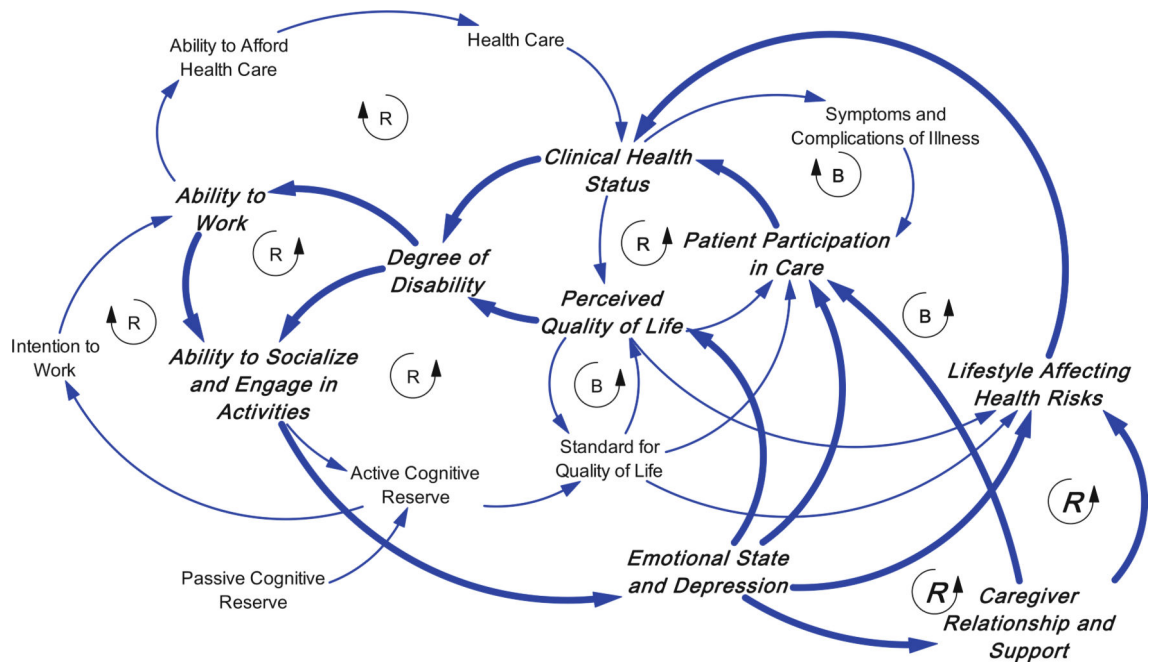 Ability to Afford
Health Care
Health Care
Symptoms and
Complications of Illness
R
Clinical Health
Status
B
Ability to
Work
R
Degree of
Disability
R
Patient Participation
in Care
Perceived
Quality of Life
R
B
Intention to
Work
Ability to Socialize
and Engage in
Activities
R
B
Lifestyle Affecting
Health Risks
Standard for
Quality of Life
Active Cognitive
Reserve
R
Passive Cognitive
Reserve
Emotional State
and Depression
R
Caregiver
Relationship and
Support